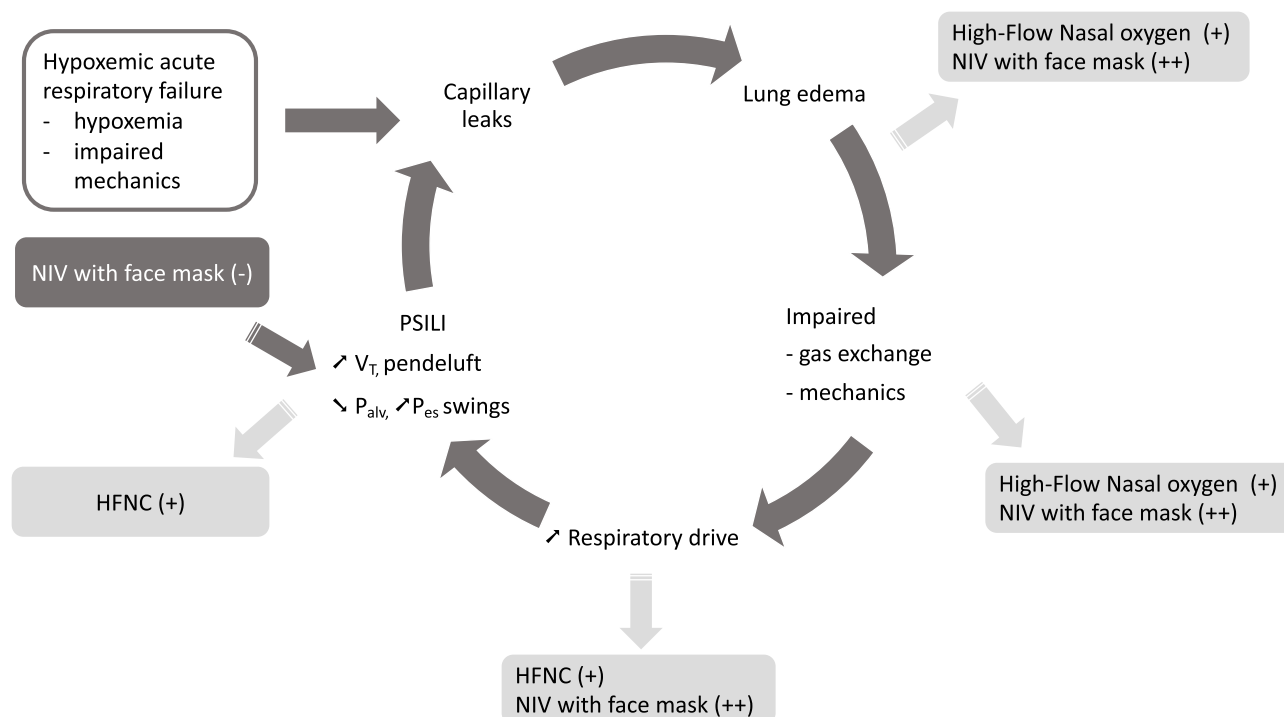 Hypoxemic acute
respiratory failure
- hypoxemia
- impaired
mechanics
NIV with face mask (-)
Capillary
leaks
Lung edema
High-Flow Nasal oxygen (+)
NIV with face mask (++)
Impaired
- gas exchange
- mechanics
High-Flow Nasal oxygen (+)
NIV with face mask (++)
➚ Respiratory drive
HFNC (+)
NIV with face mask (++)
PSILI
➚ VT, pendeluft
➘ Palv, ➚Pes swings
HFNC (+)